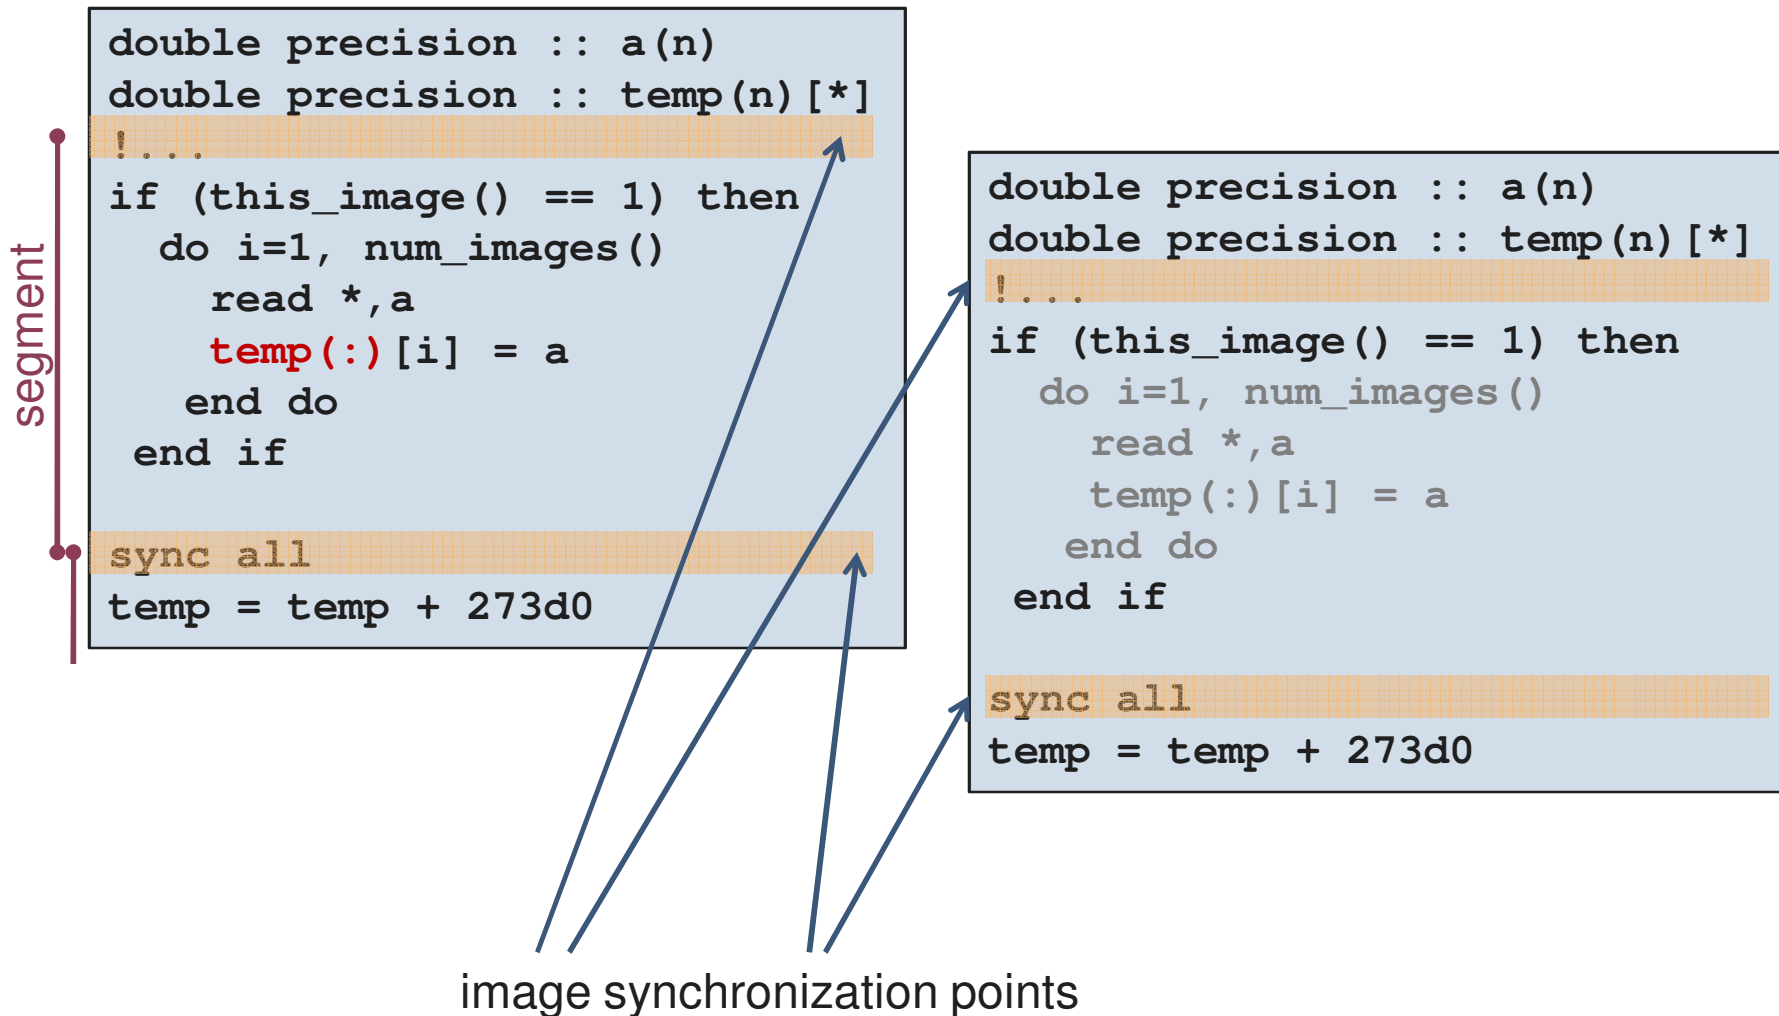 segment
double precision :: a(n)
double precision :: temp(n)[*]
!...
if (this_image() == 1) then
do i=1, num_images()
read *,a
temp(:)[i] = a
end do
end if
sync all
temp = temp + 273d0
double precision :: a(n)
double precision :: temp(n)[*]
!...
if (this_image() == 1) then
do i=1, num_images()
read *,a
temp(:)[i] = a
end do
end if
sync all
temp = temp + 273d0
image synchronization points